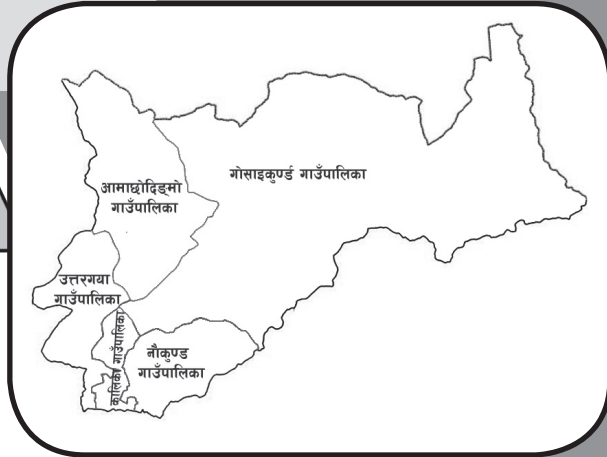 आमाछोदिङ्मो
गाउँपालिका
गोसाइकुण्ड गाउँपालिका
उत्तरगया
गाउँपालिका
कालिका गाउँपालिका
नौकुण्ड
गाउँपालिका